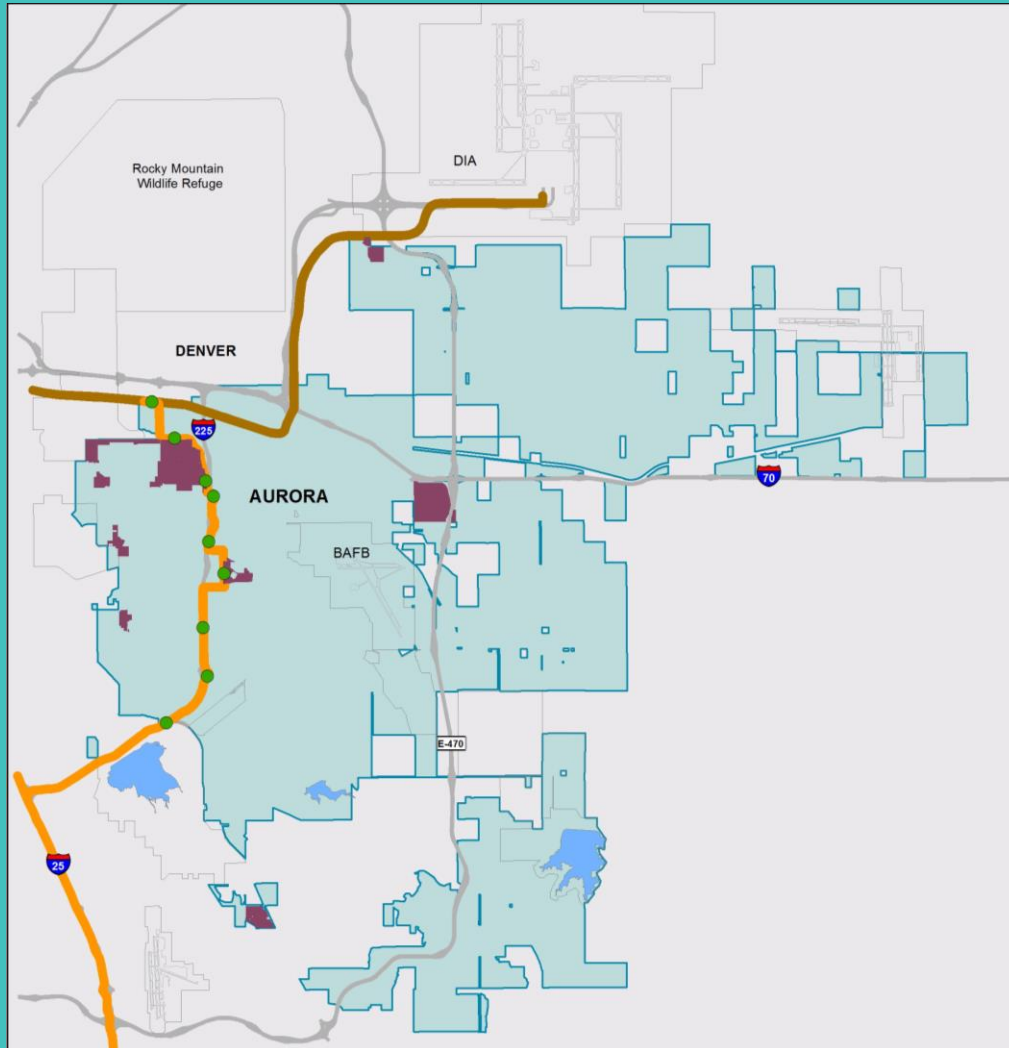 DIA
Rocky Mountain
Wildlife Refuge
DENVER
225
AURORA
70
BAFB
E-470
25